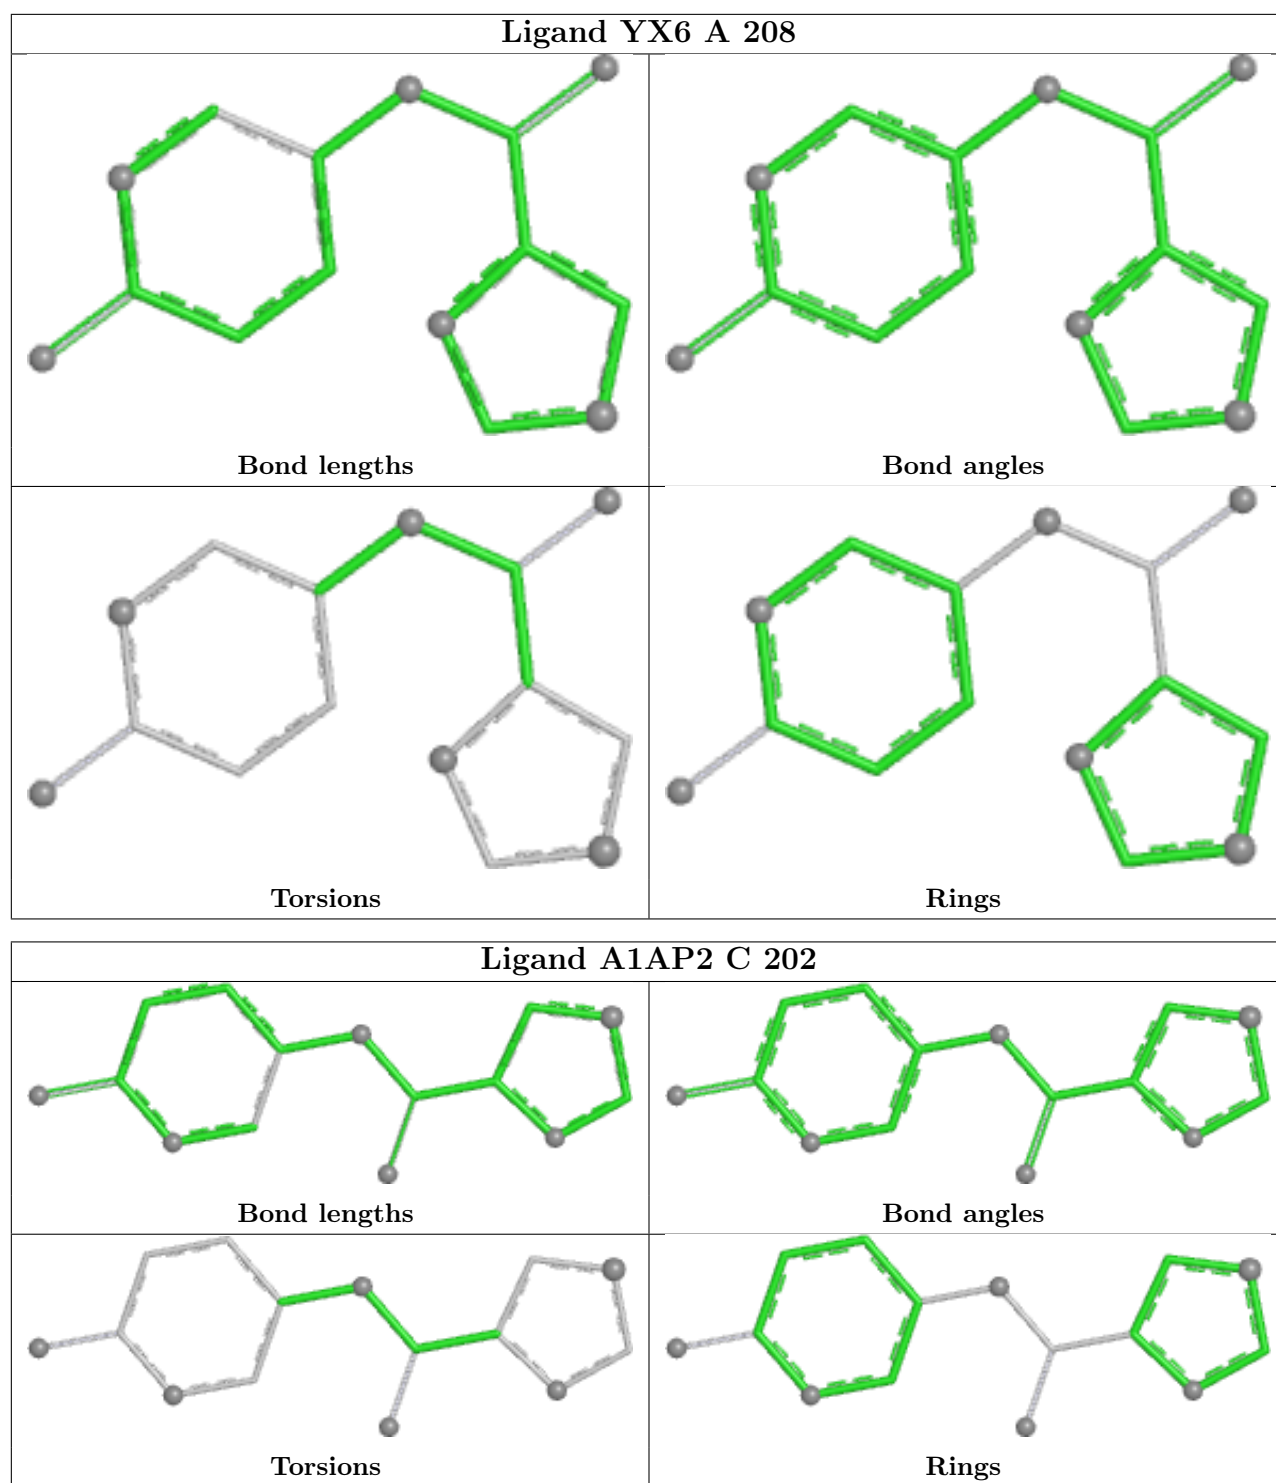 Ligand YX6 A 208
Bond lengths
Bond angles
Torsions
Rings
Ligand A1AP2 C 202
Bond lengths
Bond angles
Torsions
Rings